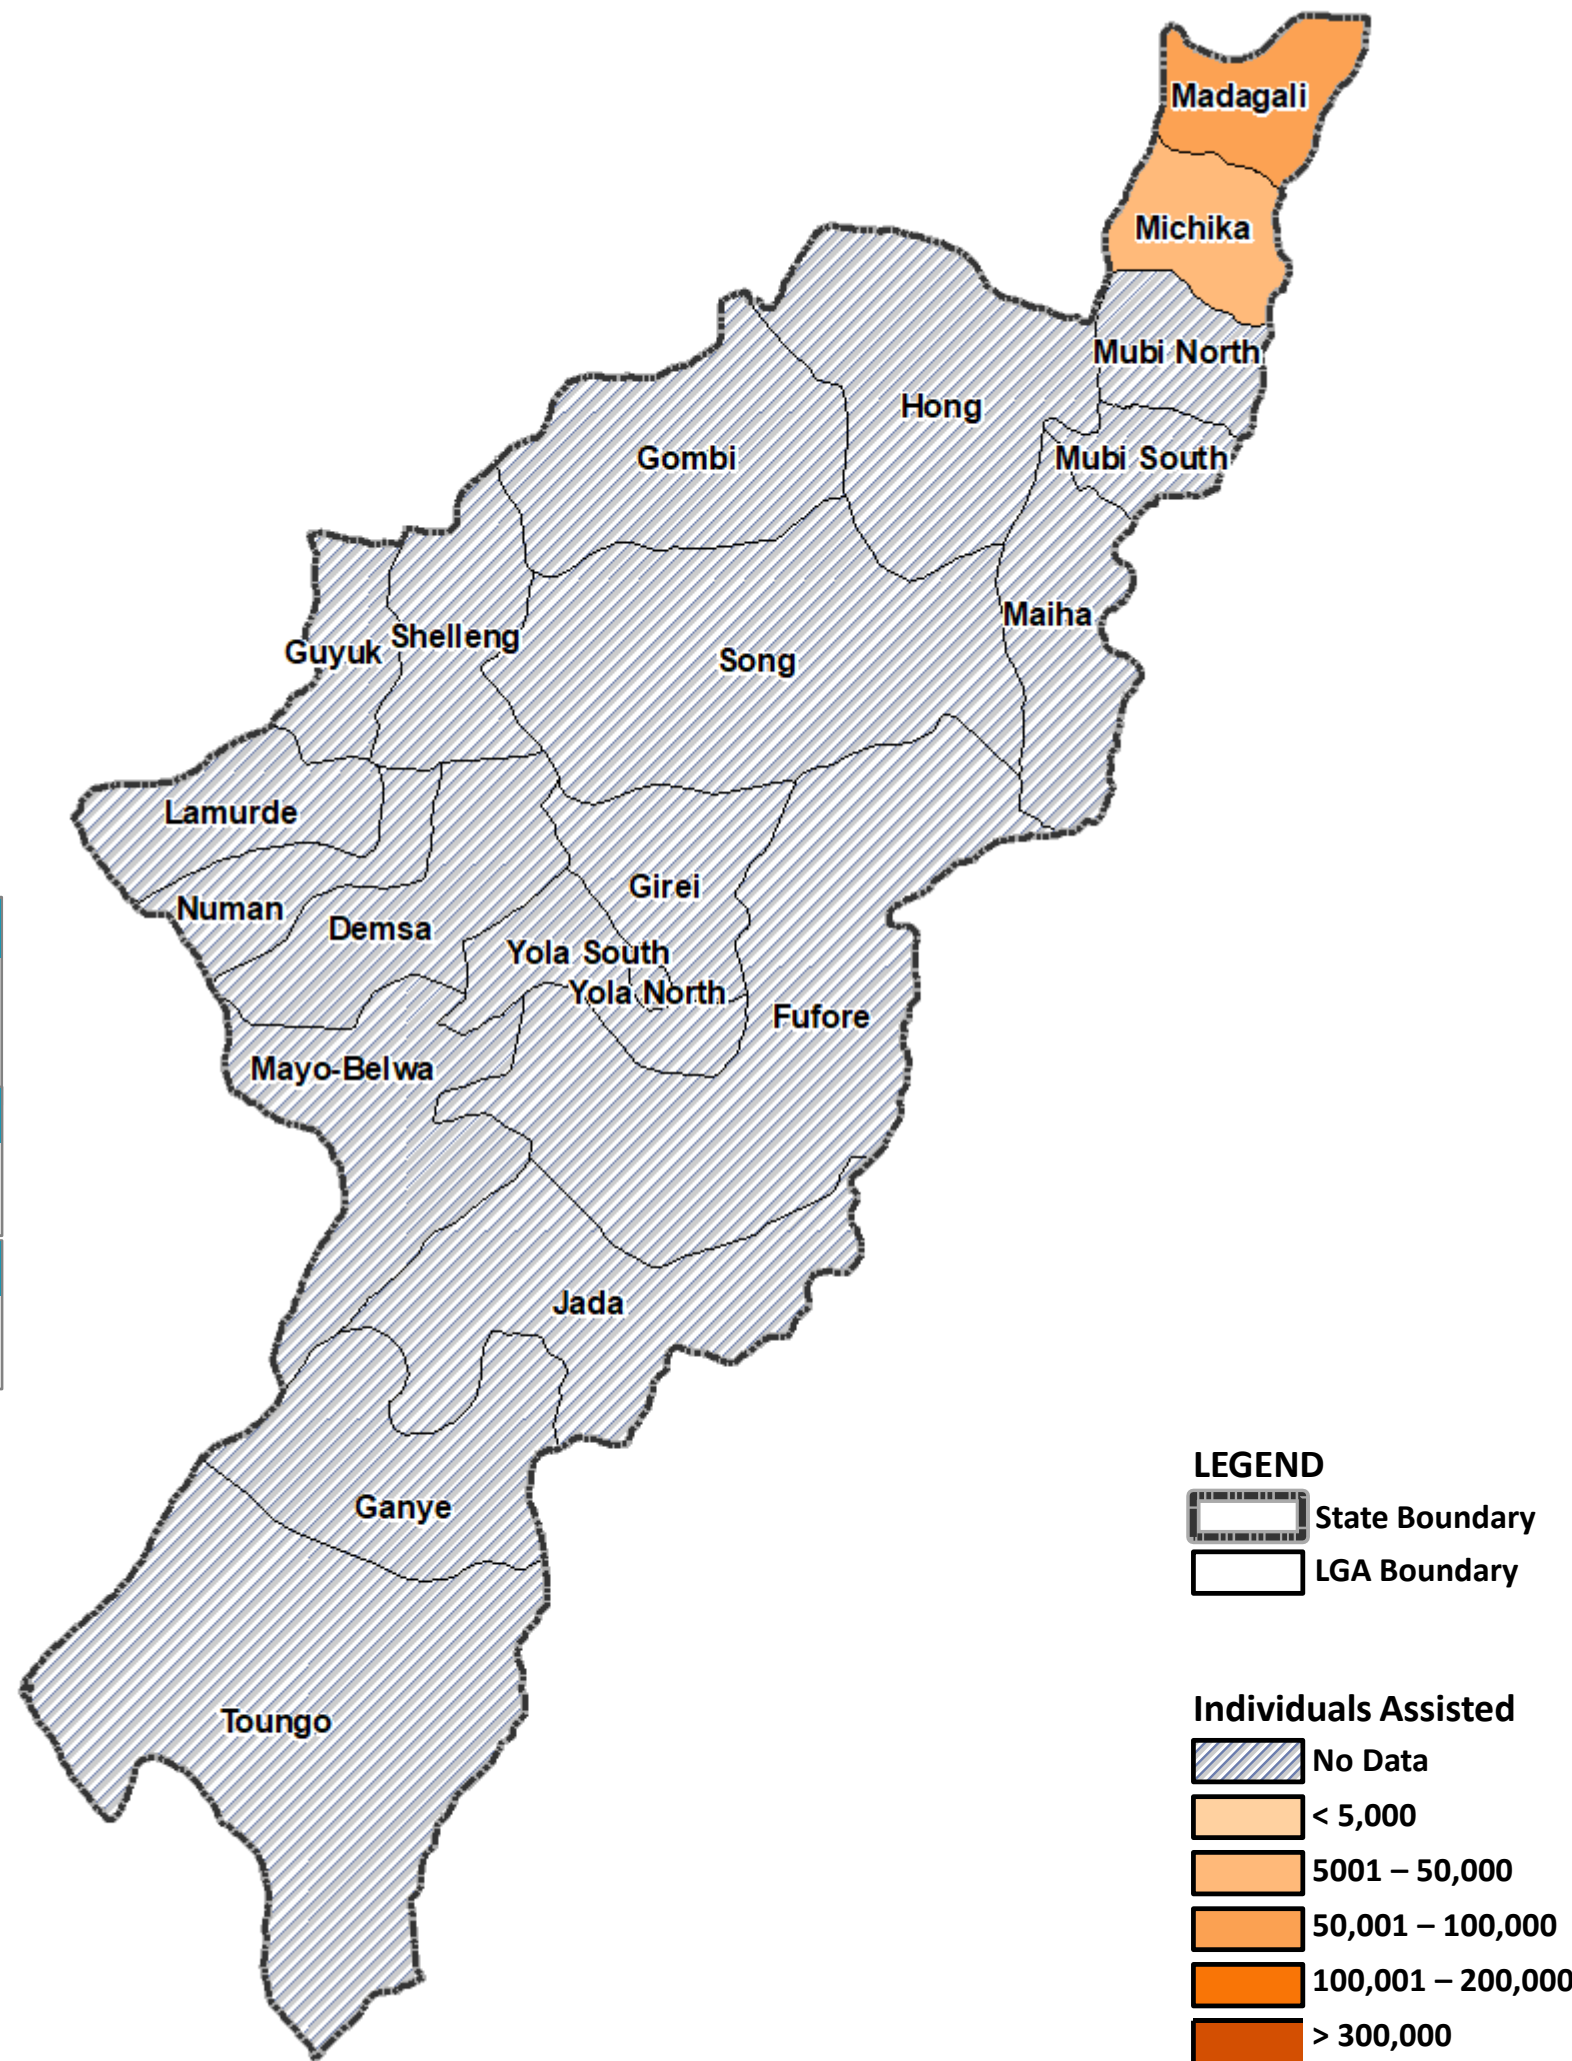 Madagali
Michika
Mubi North
Hong
Gombi
Mubi South
Maiha
Shelleng
Guyuk
Song
Lamurde
Girei
Numan
Demsa
Yola South
Yola North
Fufore
Mayo-Belwa
Jada
Ganye
Toungo
LEGEND
State Boundary
LGA Boundary
Individuals Assisted
No Data
< 5,000
5001 – 50,000
50,001 – 100,000
100,001 – 200,000
> 300,000